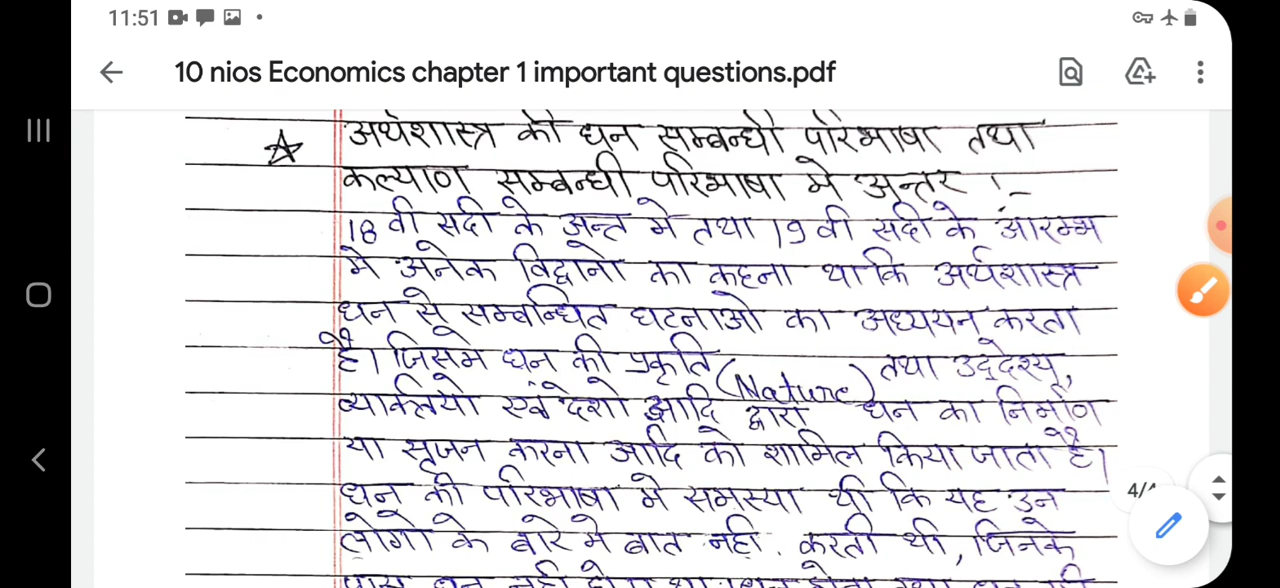 11:51
10 nios Economics chapter 1 important questions.pdf
अर्थशास्त्र की धन सम्बन्धी परिभाषा तथा
कल्याण सम्बन्धी परिभाषा मे अन्तर :-
18 वी सदी के अन्त मे तथा 19 वी सदी के आरम्भ
मे अनेक विद्वानो का कहना था कि अर्थशास्त्र
धन से सम्बन्धित घटनाओ का अध्ययन करता
है। जिसमे धन की प्रकृति (Nature) तथा उद्देश्य,
व्यक्तियो एवं देशो आदि द्वारा धन का निर्माण
या सृजन करना आदि को शामिल किया जाता है।
धन की परिभाषा मे समस्या थी कि यह उन
लोगो के बारे मे बात नही करती थी, जिनके
4/4
पास धन नही